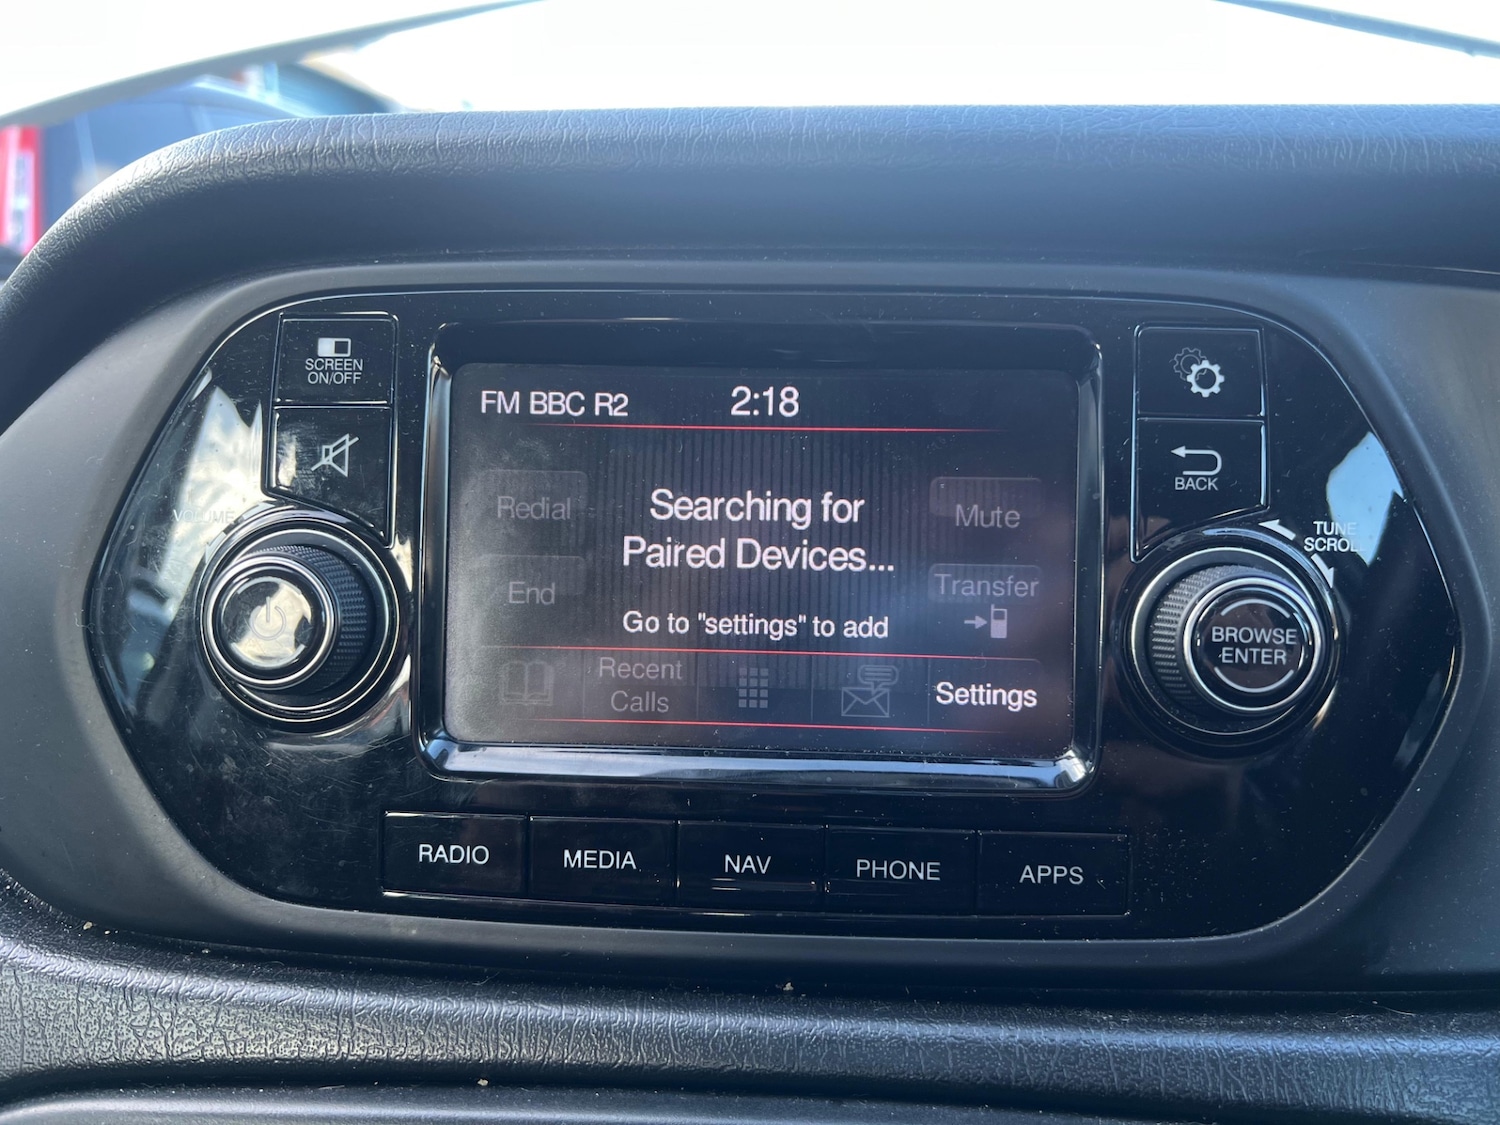 SCREEN
ON/OFF
FM BBC R2
2:18
BACK
VOLUME
TUNE
SCROLL
Redial
Searching for
Paired Devices...
Mute
End
Transfer
Go to "settings" to add
Recent
Calls
Settings
BROWSE
ENTER
RADIO
MEDIA
NAV
PHONE
APPS